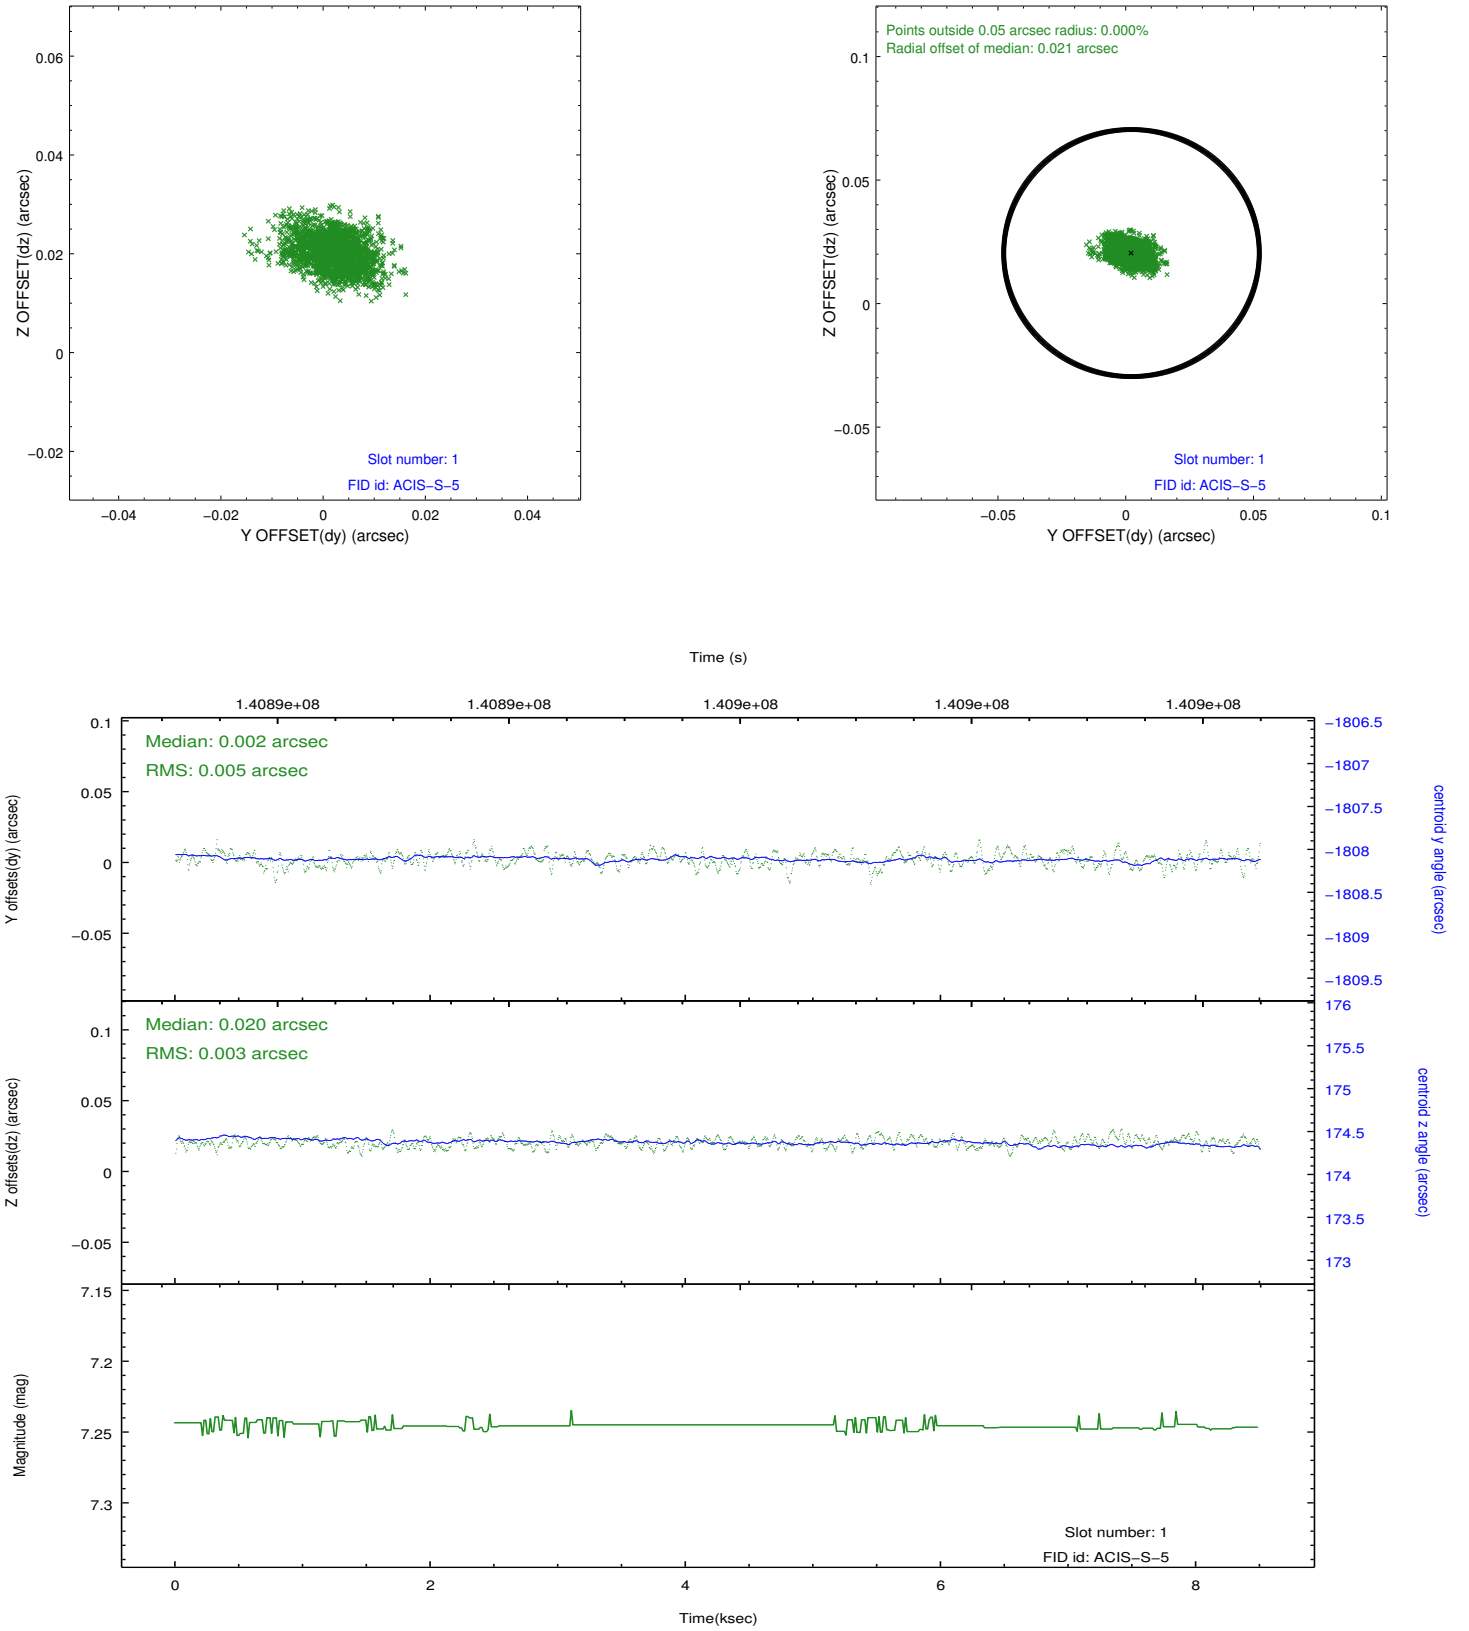 0.06
0.04
0.02
0
−0.02
−0.04
−0.02
0
0.02
0.04
Z OFFSET(dz) (arcsec)
Y OFFSET(dy) (arcsec)
Slot number: 1
FID id: ACIS−S−5
Points outside 0.05 arcsec radius: 0.000%
Radial offset of median: 0.021 arcsec
0.1
0.05
0
−0.05
−0.05
0
0.05
0.1
Z OFFSET(dz) (arcsec)
Y OFFSET(dy) (arcsec)
Slot number: 1
FID id: ACIS−S−5
Time (s)
1.4089e+08
1.4089e+08
1.409e+08
1.409e+08
1.409e+08
Median: 0.002 arcsec
RMS: 0.005 arcsec
0.1
0.05
0
−0.05
Y offsets(dy) (arcsec)
−1806.5
−1807
−1807.5
−1808
−1808.5
−1809
−1809.5
centroid y angle (arcsec)
Median: 0.020 arcsec
RMS: 0.003 arcsec
0.1
0.05
0
−0.05
Z offsets(dz) (arcsec)
176
175.5
175
174.5
174
173.5
173
centroid z angle (arcsec)
7.15
7.2
7.25
7.3
Magnitude (mag)
Slot number: 1
FID id: ACIS−S−5
0
2
4
6
8
Time(ksec)